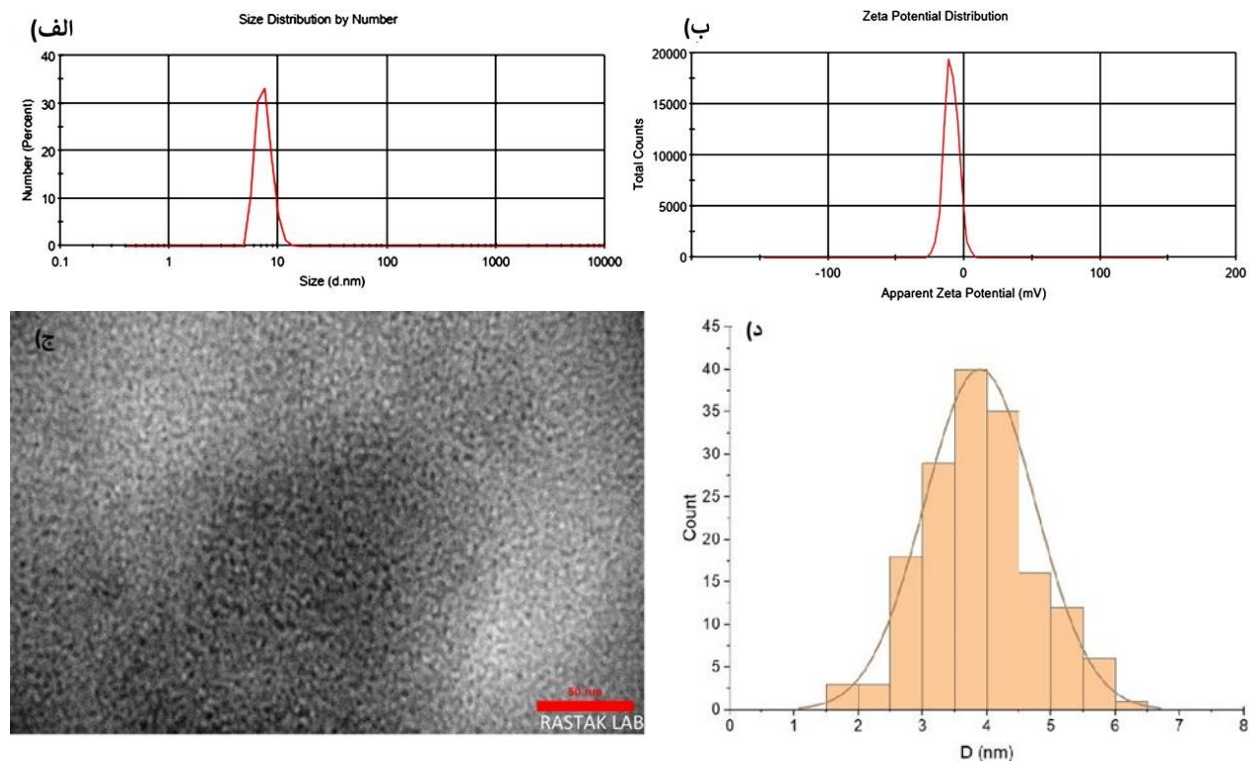 الف)
Size Distribution by Number
40
30
20
10
0
Number (Percent)
0.1 1 10 100 1000 10000
Size (d.nm)
ب)
Zeta Potential Distribution
20000
15000
10000
5000
0
Total Counts
-100 0 100 200
Apparent Zeta Potential (mV)
ج)
50 nm
RASTAK LAB
د)
45
40
35
30
25
20
15
10
5
0
Count
0 1 2 3 4 5 6 7 8
D (nm)